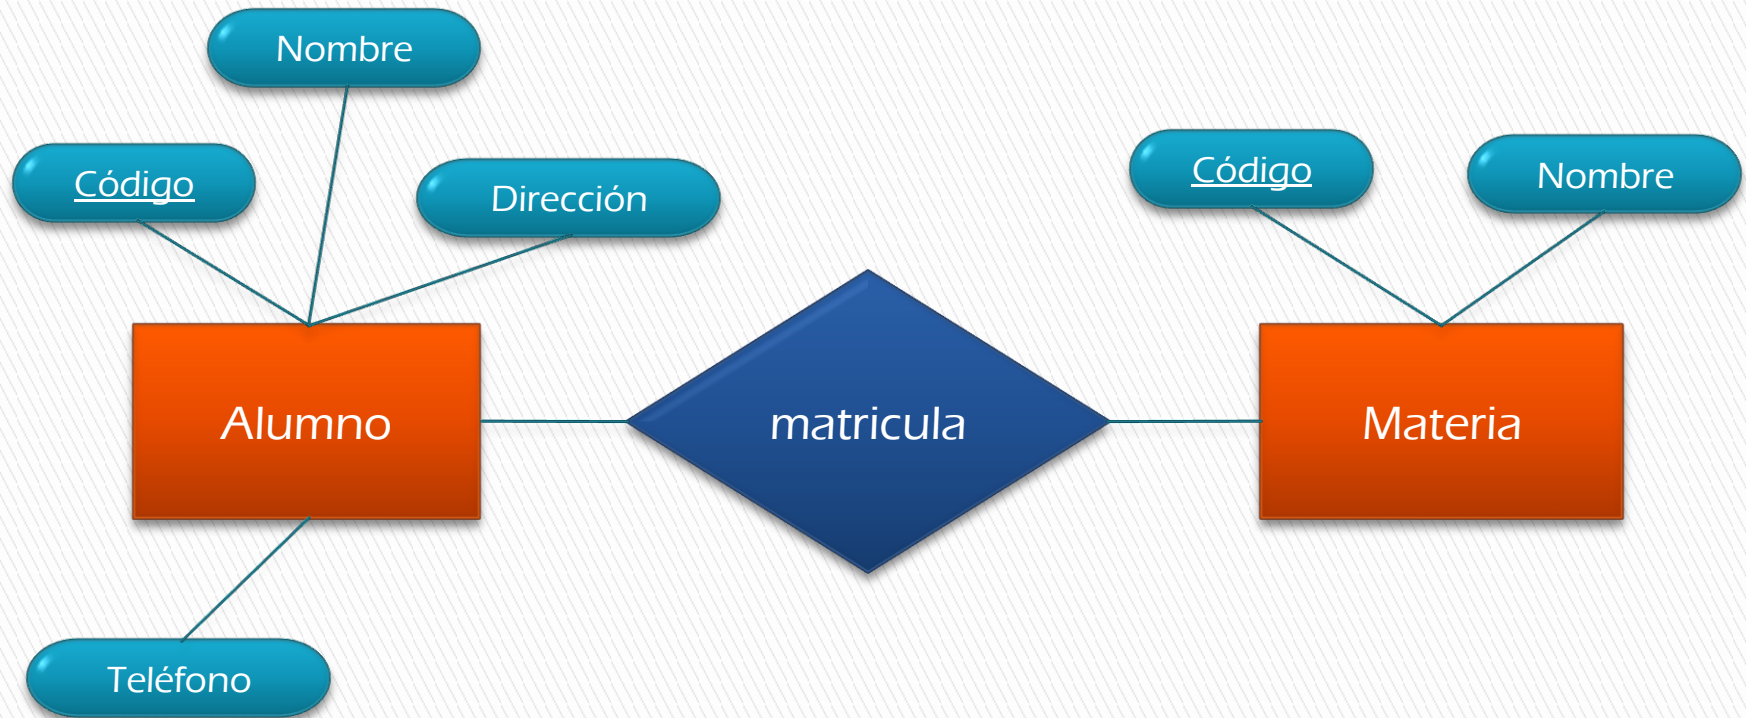 Nombre
Código
Dirección
Código
Nombre
Alumno
matricula
Materia
Teléfono